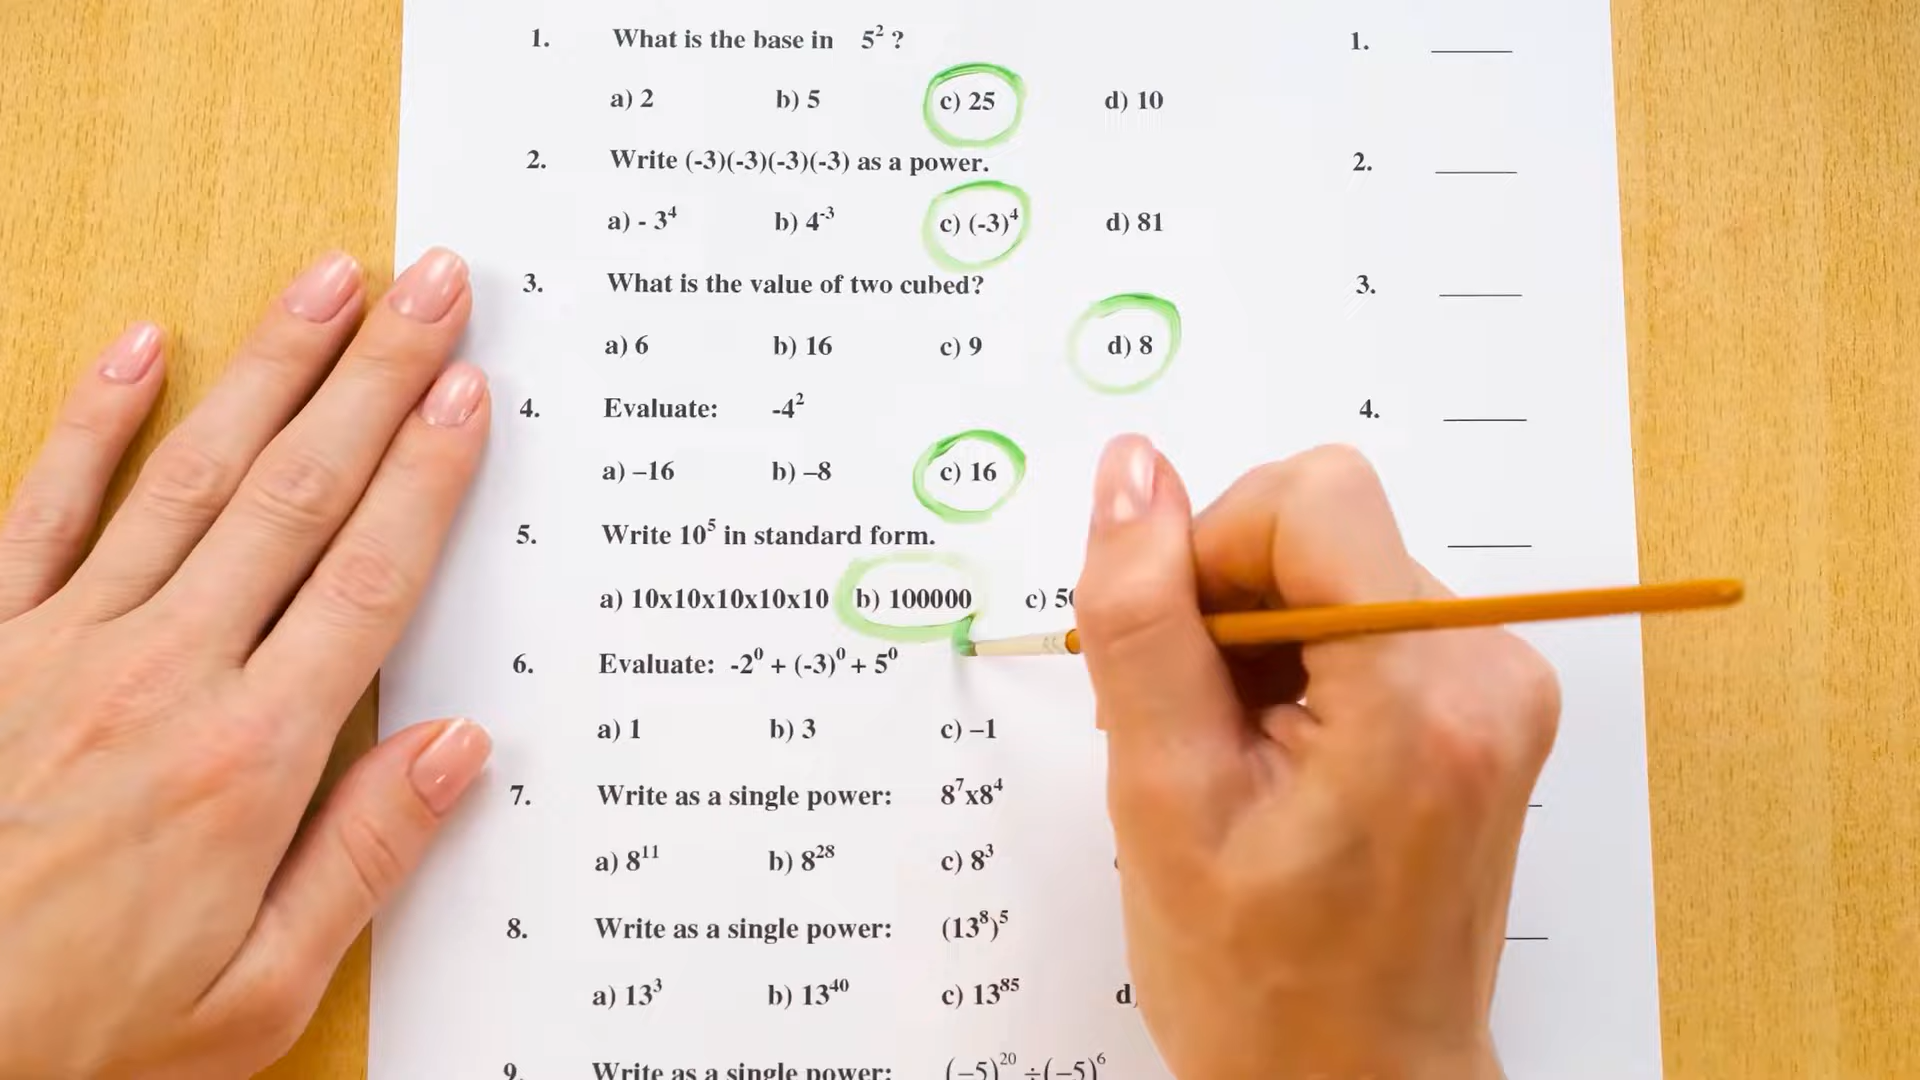 1. What is the base in 5² ? 1. ______
a) 2 b) 5 c) 25 d) 10
2. Write (-3)(-3)(-3)(-3) as a power. 2. ______
a) - 3⁴ b) 4⁻³ c) (-3)⁴ d) 81
3. What is the value of two cubed? 3. ______
a) 6 b) 16 c) 9 d) 8
4. Evaluate: -4² 4. ______
a) –16 b) –8 c) 16
5. Write 10⁵ in standard form. ______
a) 10x10x10x10x10 b) 100000 c)
6. Evaluate: -2⁰ + (-3)⁰ + 5⁰
a) 1 b) 3 c) –1
7. Write as a single power: 8⁷x8⁴
a) 8¹¹ b) 8²⁸ c) 8³
8. Write as a single power: (13⁸)⁵
a) 13³ b) 13⁴⁰ c) 13⁸⁵ d)
9. Write as a single power: (–5)²⁰ ÷(–5)⁶